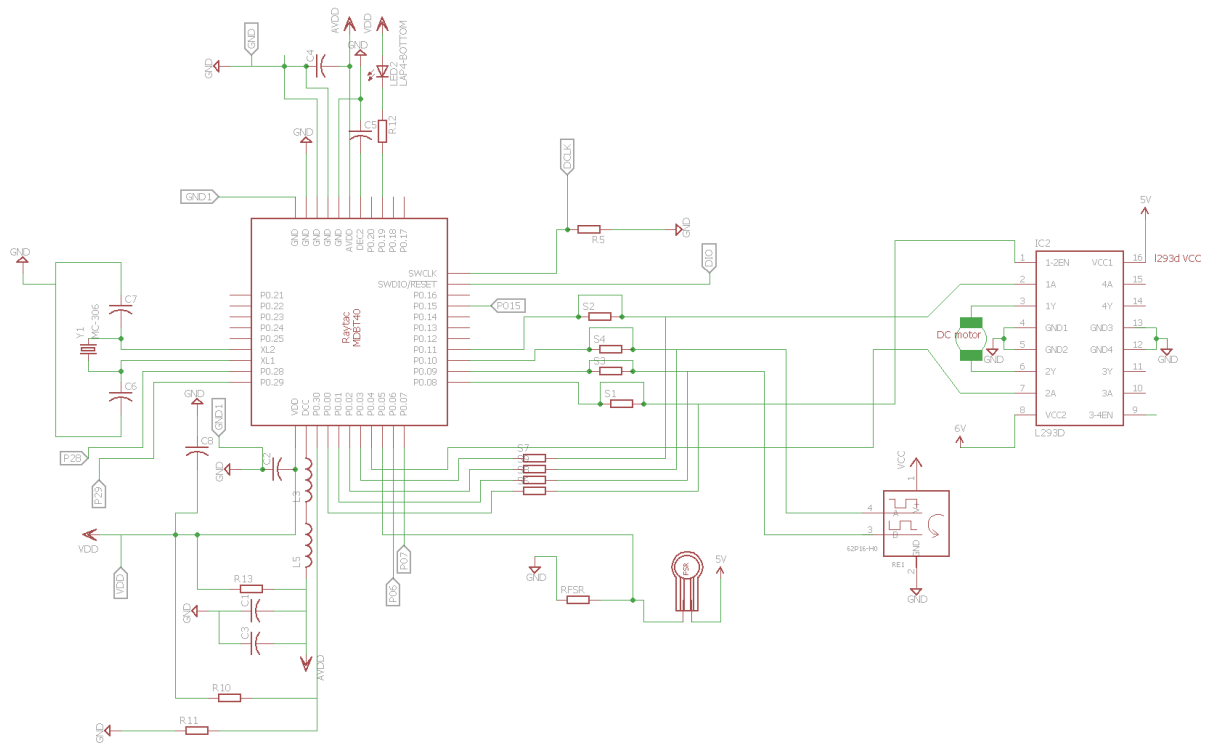 GND
AVDD
VDD
GND
GND
C4
LED2
LAP4-BOTTOM
C5
R12
GND
GND1
GND
GND
GND
GND
GND
AVDD
DEC2
P0.20
P0.19
P0.18
P0.17
DCLK
R5
GND
DIO
GND
C7
Y1
MC-306
C6
P0.21
P0.22
P0.23
P0.24
P0.25
XL2
XL1
P0.28
P0.29
Raytac
MDBT40
SWCLK
SWDIO/RESET
P0.16
P0.15
P0.14
P0.13
P0.12
P0.11
P0.10
P0.09
P0.08
P015
S2
S4
S3
S1
VDD
DCC
P0.30
P0.00
P0.01
P0.02
P0.03
P0.04
P0.05
P0.06
P0.07
5V
IC2
l293d VCC
1
1-2EN
VCC1
16
2
1A
4A
15
3
1Y
4Y
14
4
GND1
GND3
13
5
GND2
GND4
12
6
2Y
3Y
11
7
2A
3A
10
8
VCC2
3-4EN
9
L293D
DC motor
GND
GND
6V
GND
GND1
C8
C2
GND
P28
P29
L3
VDD
VDD
L5
S7
S8
P07
P06
VCC
1
4
A
3
B
GND
2
RE1
GND
GND
RFSR
FSR
5V
R13
C1
GND
C3
AVDD
R10
R11
GND